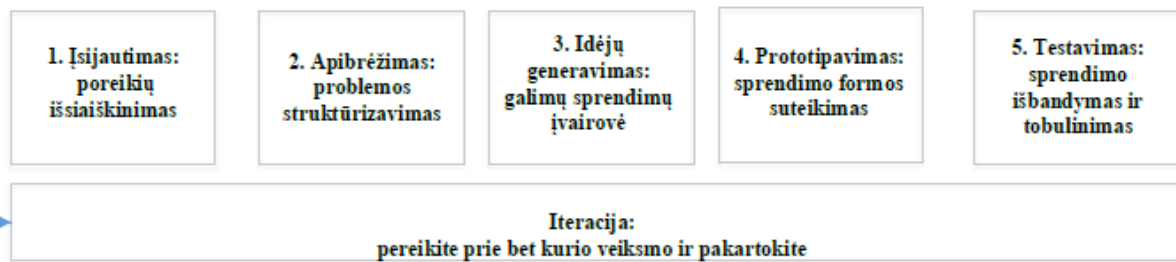 1. Įsijautimas:
poreikių
išsiaiškinimas
2. Apibrėžimas:
problemos
struktūrizavimas
3. Idėjų
generavimas:
galimų sprendimų
įvairovė
4. Prototipavimas:
sprendimo formos
suteikimas
5. Testavimas:
sprendimo
išbandymas ir
tobulinimas
Iteracija:
pereikite prie bet kurio veiksmo ir pakartokite